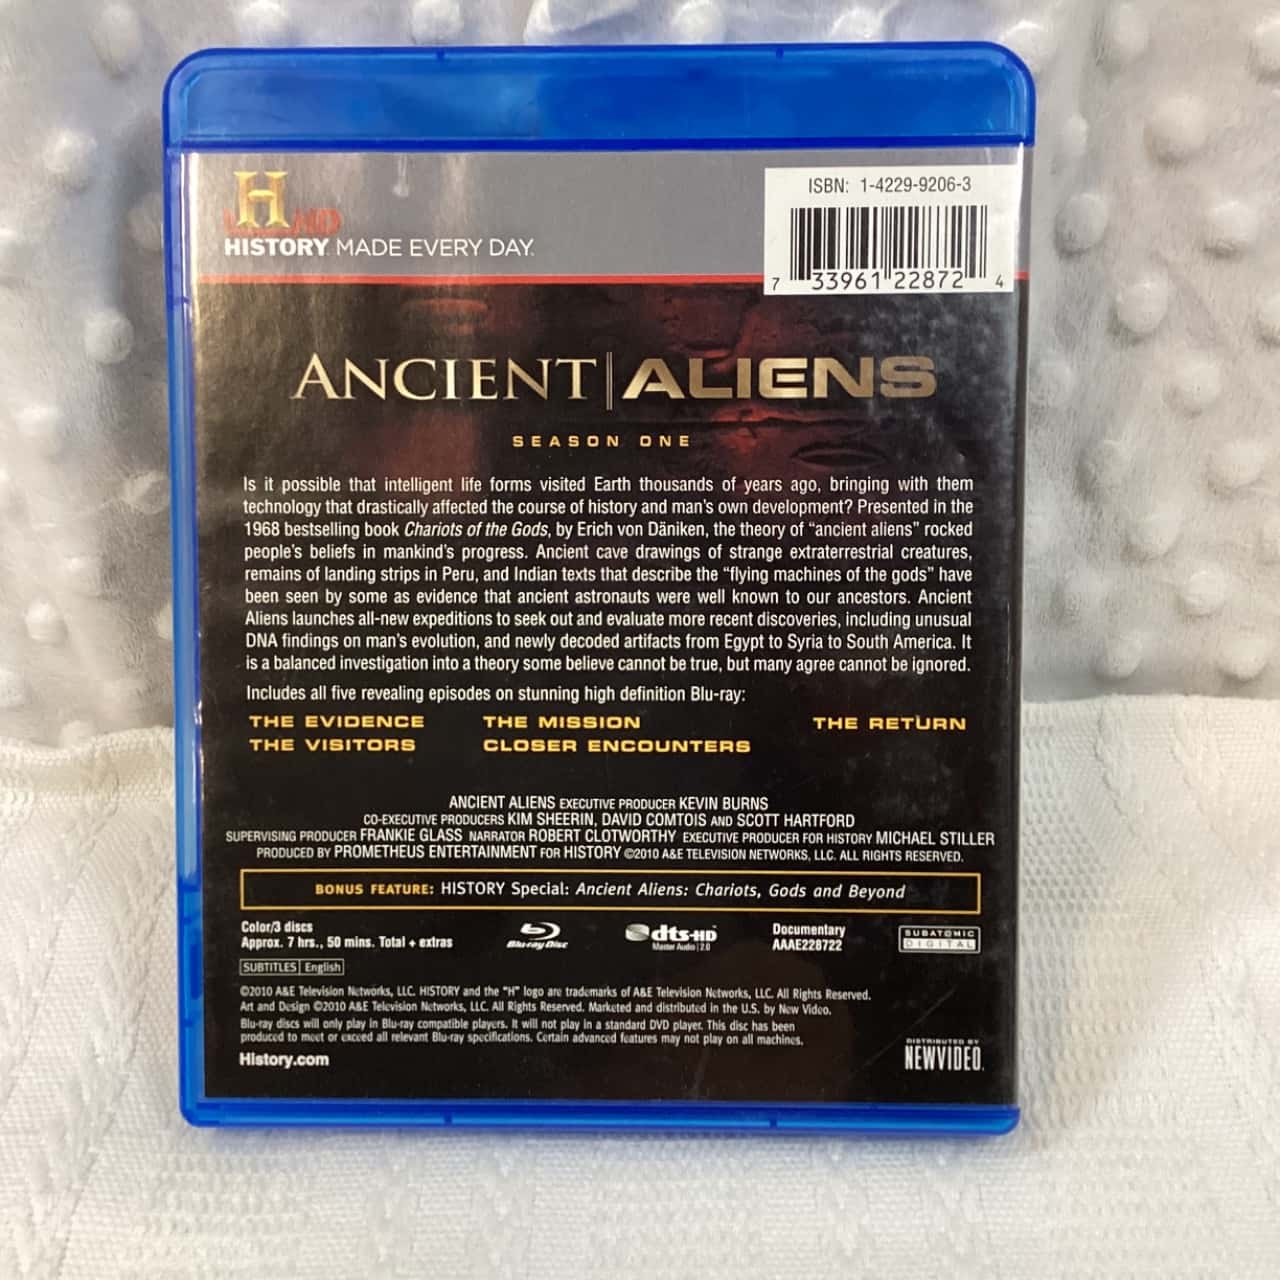 H
HD
HISTORY MADE EVERY DAY.
ISBN: 1-4229-9206-3
7 33961 22872 4
ANCIENT ALIENS
SEASON ONE
Is it possible that intelligent life forms visited Earth thousands of years ago, bringing with them
technology that drastically affected the course of history and man's own development? Presented in the
1968 bestselling book Chariots of the Gods, by Erich von Däniken, the theory of "ancient aliens" rocked
people's beliefs in mankind's progress. Ancient cave drawings of strange extraterrestrial creatures,
remains of landing strips in Peru, and Indian texts that describe the "flying machines of the gods" have
been seen by some as evidence that ancient astronauts were well known to our ancestors. Ancient
Aliens launches all-new expeditions to seek out and evaluate more recent discoveries, including unusual
DNA findings on man's evolution, and newly decoded artifacts from Egypt to Syria to South America. It
is a balanced investigation into a theory some believe cannot be true, but many agree cannot be ignored.
Includes all five revealing episodes on stunning high definition Blu-ray:
THE EVIDENCE THE MISSION THE RETURN
THE VISITORS CLOSER ENCOUNTERS
ANCIENT ALIENS EXECUTIVE PRODUCER KEVIN BURNS
CO-EXECUTIVE PRODUCERS KIM SHEERIN, DAVID COMTOIS AND SCOTT HARTFORD
SUPERVISING PRODUCER FRANKIE GLASS NARRATOR ROBERT CLOTWORTHY EXECUTIVE PRODUCER FOR HISTORY MICHAEL STILLER
PRODUCED BY PROMETHEUS ENTERTAINMENT FOR HISTORY ©2010 A&E TELEVISION NETWORKS, LLC. ALL RIGHTS RESERVED.
BONUS FEATURE: HISTORY Special: Ancient Aliens: Chariots, Gods and Beyond
Color/3 discs
Approx. 7 hrs., 50 mins. Total + extras
Blu-ray Disc
dts-HD
Master Audio | 2.0
Documentary
AAAE228722
SUBATOMIC
DIGITAL
SUBTITLES English
©2010 A&E Television Networks, LLC. HISTORY and the "H" logo are trademarks of A&E Television Networks, LLC. All Rights Reserved.
Art and Design ©2010 A&E Television Networks, LLC. All Rights Reserved. Marketed and distributed in the U.S. by New Video.
Blu-ray discs will only play in Blu-ray compatible players. It will not play in a standard DVD player. This disc has been
produced to meet or exceed all relevant Blu-ray specifications. Certain advanced features may not play on all machines.
History.com
DISTRIBUTED BY
NEWVIDEO.